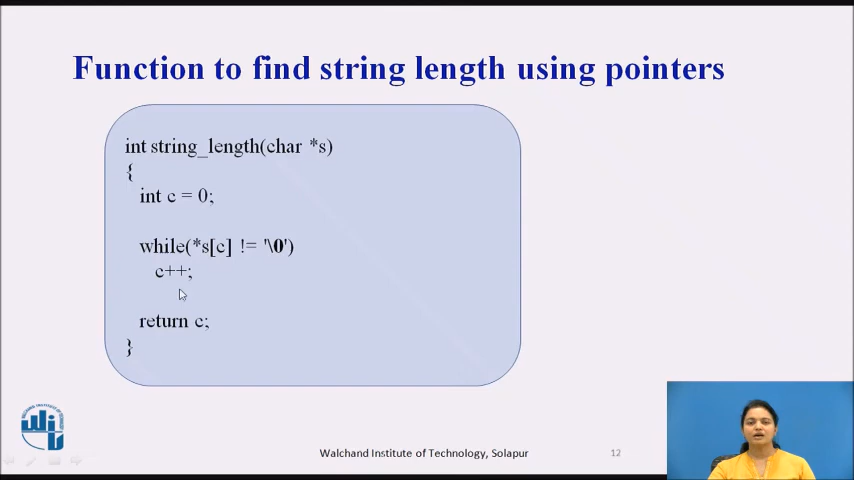 Function to find string length using pointers
int string_length(char *s)
{
int c = 0;
while(*s[c] != '\0')
c++;
return c;
}
Walchand Institute of Technology, Solapur
12